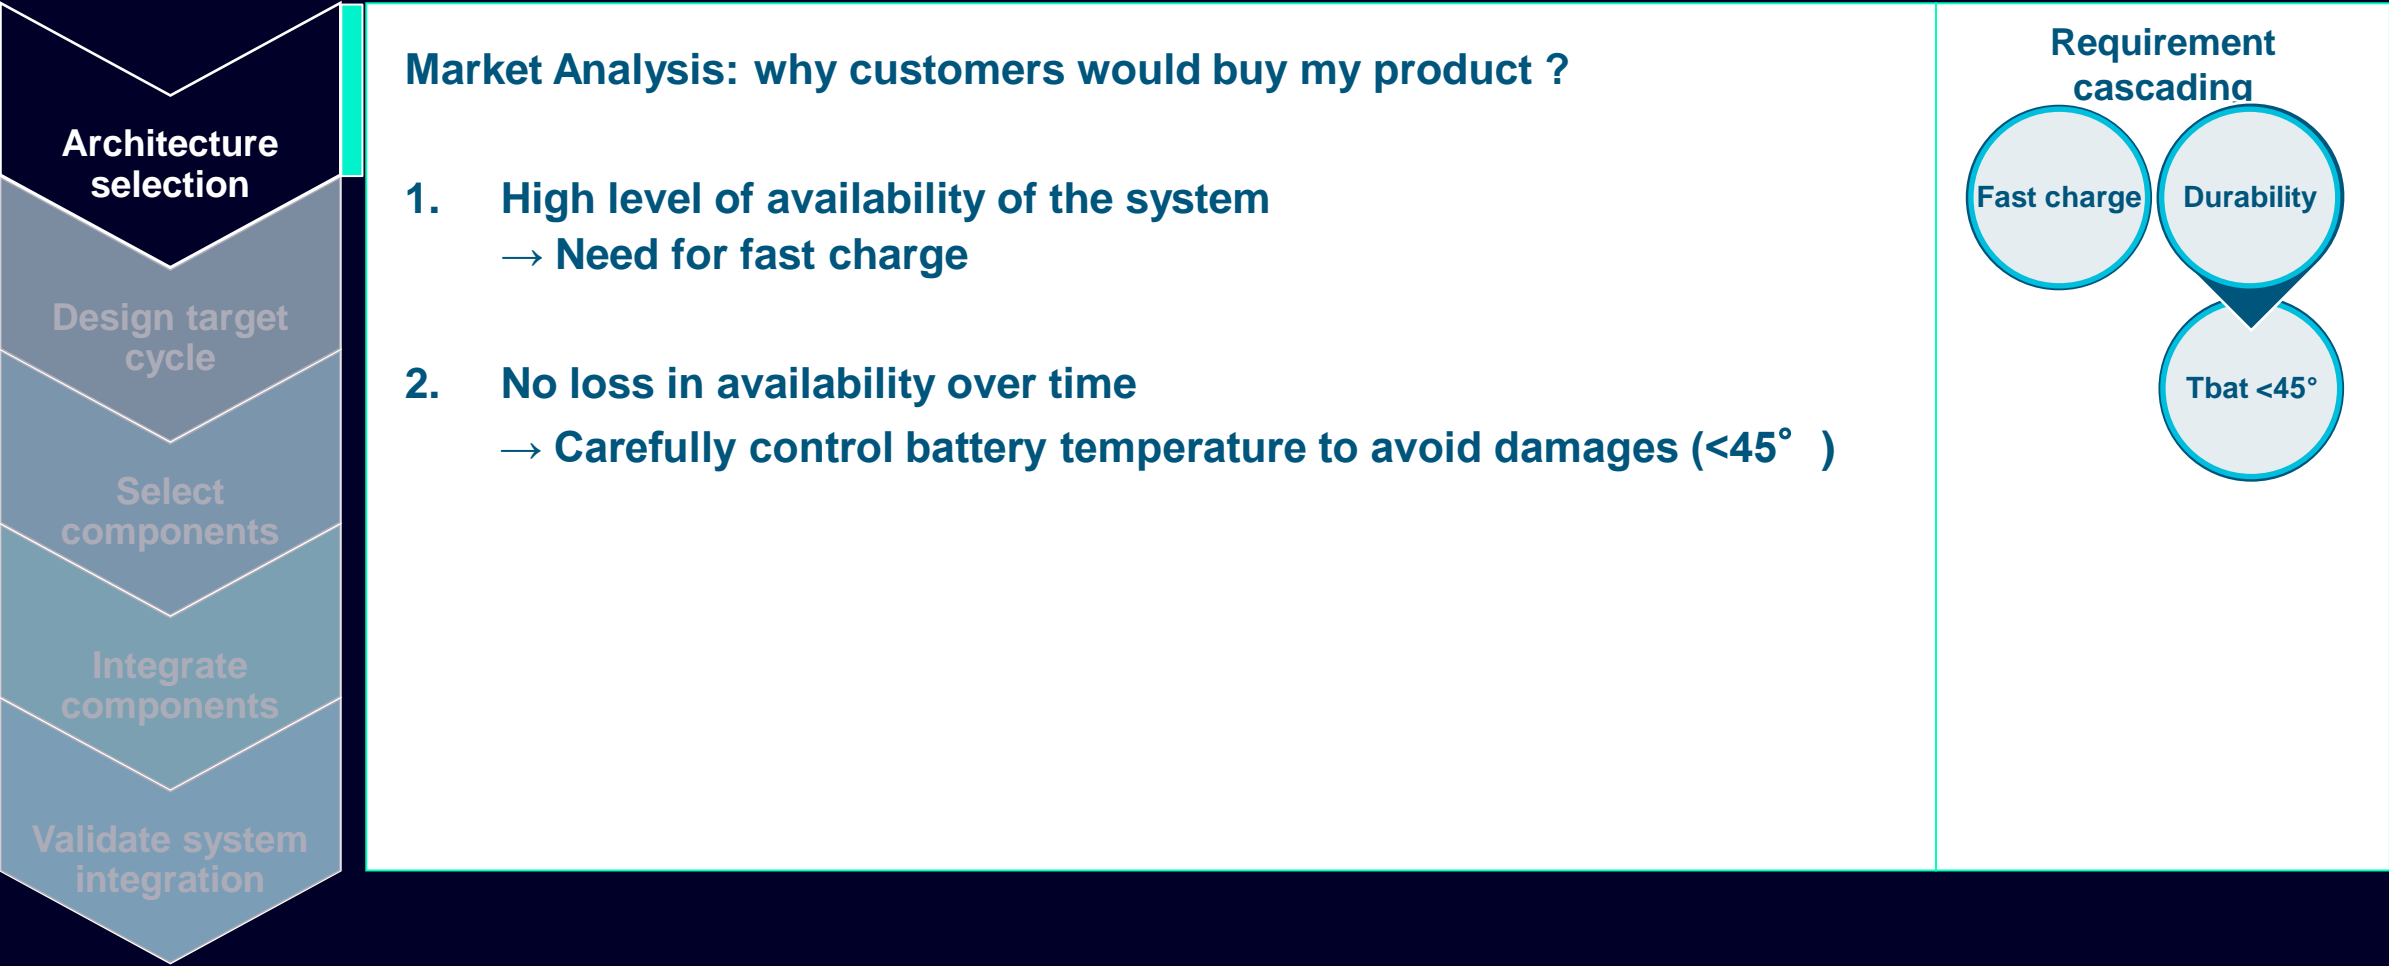 Architecture
selection
Design target
cycle
Select
components
Integrate
components
Validate system
integration
Market Analysis: why customers would buy my product ?
1. High level of availability of the system
→ Need for fast charge
2. No loss in availability over time
→ Carefully control battery temperature to avoid damages (<45° )
Requirement
cascading
Fast charge
Durability
Tbat <45°